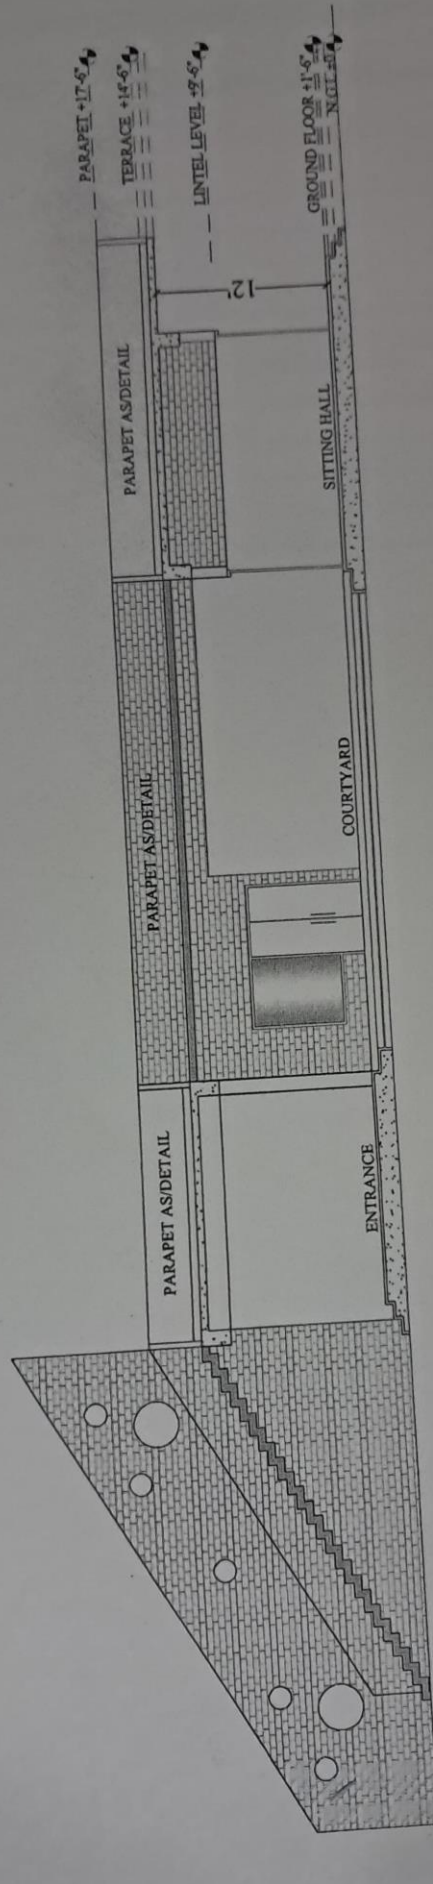 PARAPET +17'-6"
TERRACE +14'-6"
LINTEL LEVEL +9'-6"
GROUND FLOOR +1'-6"
N.G.L ±0'
12'
PARAPET AS/DETAIL
PARAPET AS/DETAIL
PARAPET AS/DETAIL
ENTRANCE
COURTYARD
SITTING HALL